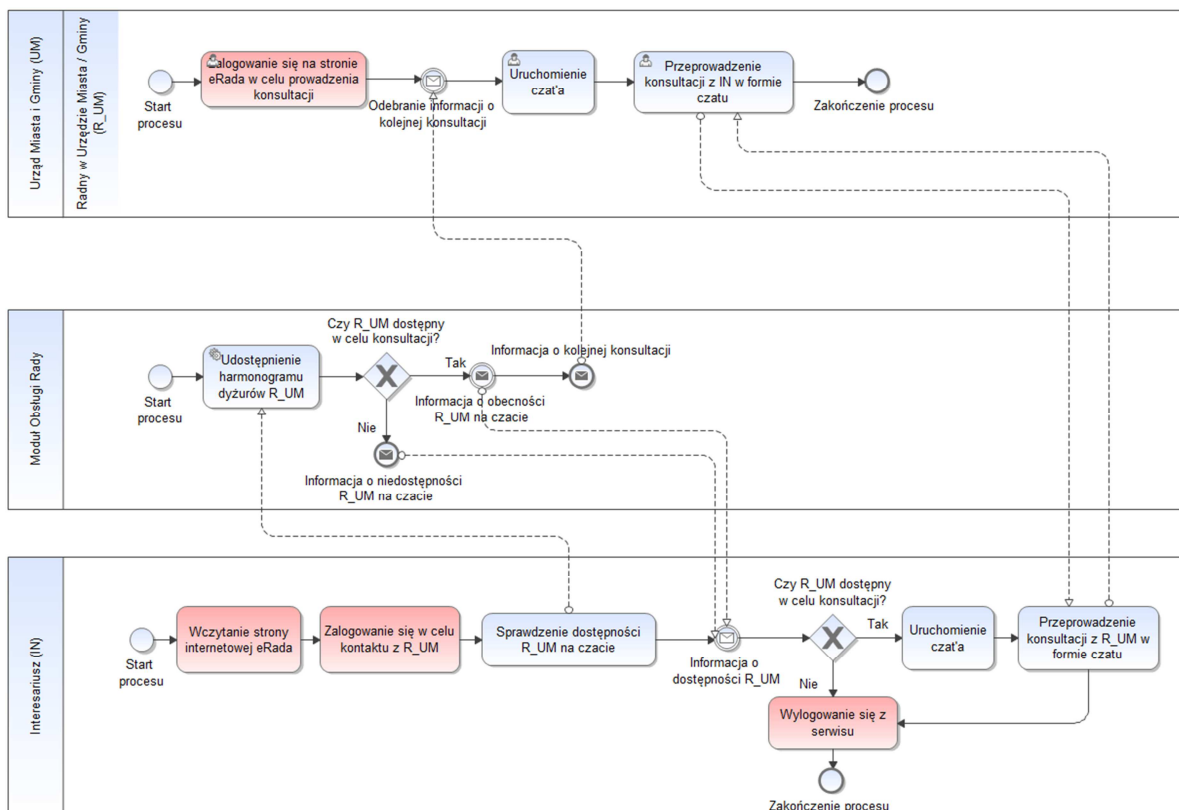 Urząd Miasta i Gminy (UM)
Radny w Urzędzie Miasta / Gminy
(R_UM)
Start
procesu
Zalogowanie się na stronie
eRada w celu prowadzenia
konsultacji
Odebranie informacji o
kolejnej konsultacji
Uruchomienie
czat'a
Przeprowadzenie
konsultacji z IN w formie
czatu
Zakończenie procesu
Moduł Obsługi Rady
Start
procesu
Udostępnienie
harmonogramu
dyżurów R_UM
Czy R_UM dostępny
w celu konsultacji?
Tak
Nie
Informacja o kolejnej konsultacji
Informacja o obecności
R_UM na czacie
Informacja o niedostępności
R_UM na czacie
Interesariusz (IN)
Start
procesu
Wczytanie strony
internetowej eRada
Zalogowanie się w celu
kontaktu z R_UM
Sprawdzenie dostępności
R_UM na czacie
Informacja o
dostępności R_UM
Czy R_UM dostępny
w celu konsultacji?
Tak
Nie
Uruchomienie
czat'a
Przeprowadzenie
konsultacji z R_UM w
formie czatu
Wylogowanie się z
serwisu
Zakończenie procesu